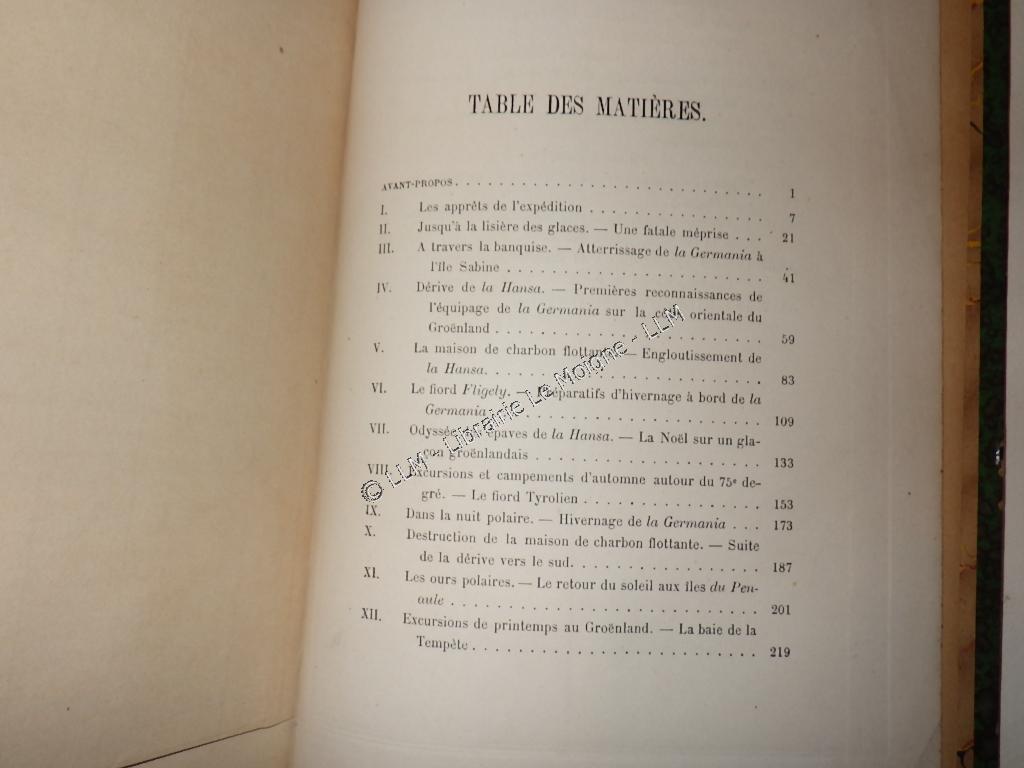 TABLE DES MATIÈRES.
AVANT-PROPOS. . . . . . . . . . . . . . . . . . . . . . . . . . . . . 1
I. Les apprêts de l'expédition . . . . . . . . . . . . . . . . 7
II. Jusqu'à la lisière des glaces. — Une fatale méprise . . . 21
III. A travers la banquise. — Atterrissage de la Germania à
l'île Sabine . . . . . . . . . . . . . . . . . . . . . . . . 41
IV. Dérive de la Hansa. — Premières reconnaissances de
l'équipage de la Germania sur la côte orientale du
Groënland . . . . . . . . . . . . . . . . . . . . . . . . . 59
V. La maison de charbon flottante. — Engloutissement de
la Hansa. . . . . . . . . . . . . . . . . . . . . . . . . . 83
VI. Le fiord Fligely. — Préparatifs d'hivernage à bord de la
Germania . . . . . . . . . . . . . . . . . . . . . . . . . 109
VII. Odyssée épaves de la Hansa. — La Noël sur un gla-
çon groënlandais . . . . . . . . . . . . . . . . . . . . . 133
VIII. Excursions et campements d'automne autour du 75e de-
gré. — Le fiord Tyrolien . . . . . . . . . . . . . . . . . 153
IX. Dans la nuit polaire. — Hivernage de la Germania . . . 173
X. Destruction de la maison de charbon flottante. — Suite
de la dérive vers le sud. . . . . . . . . . . . . . . . . . 187
XI. Les ours polaires. — Le retour du soleil aux îles du Pen-
aule . . . . . . . . . . . . . . . . . . . . . . . . . . . 201
XII. Excursions de printemps au Groënland. — La baie de la
Tempête . . . . . . . . . . . . . . . . . . . . . . . . . . 219
© LLM - Librairie Le Moigne - LLM